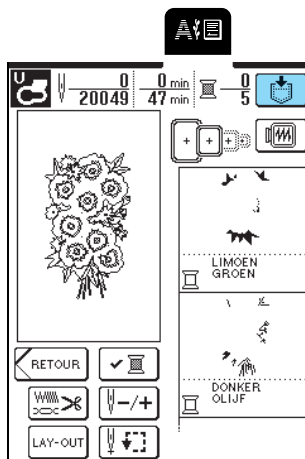 A
U
0 0 min 0
20049 47 min 5
LIMOEN
GROEN
RETOUR
DONKER
OLIJF
-/+
LAY-OUT